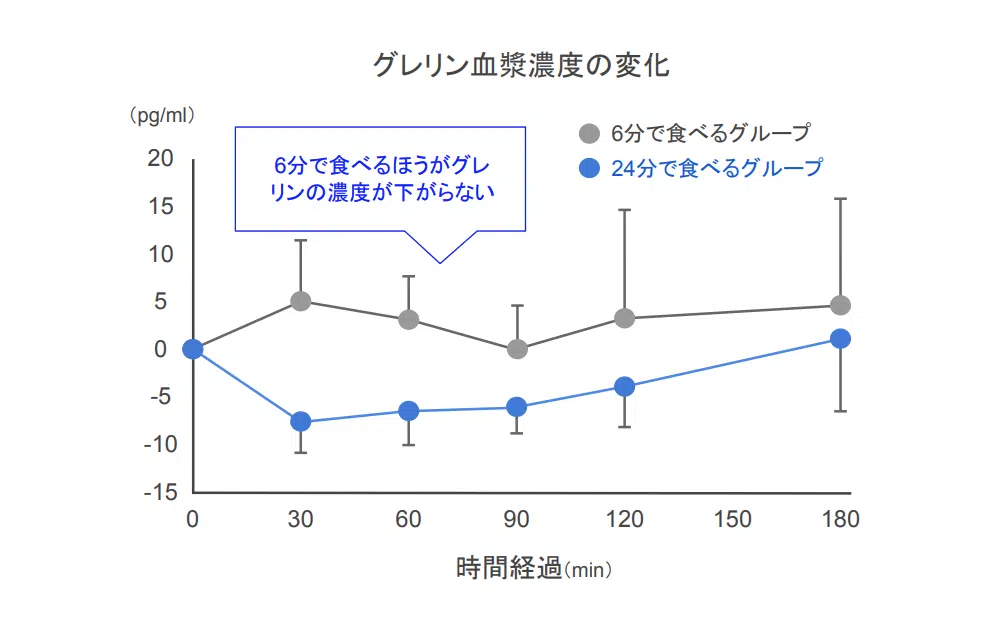 グレリン血漿濃度の変化
（pg/ml）
6分で食べるグループ
24分で食べるグループ
6分で食べるほうがグレ
リンの濃度が下がらない
20
15
10
5
0
-5
-10
-15
0 30 60 90 120 150 180
時間経過（min）